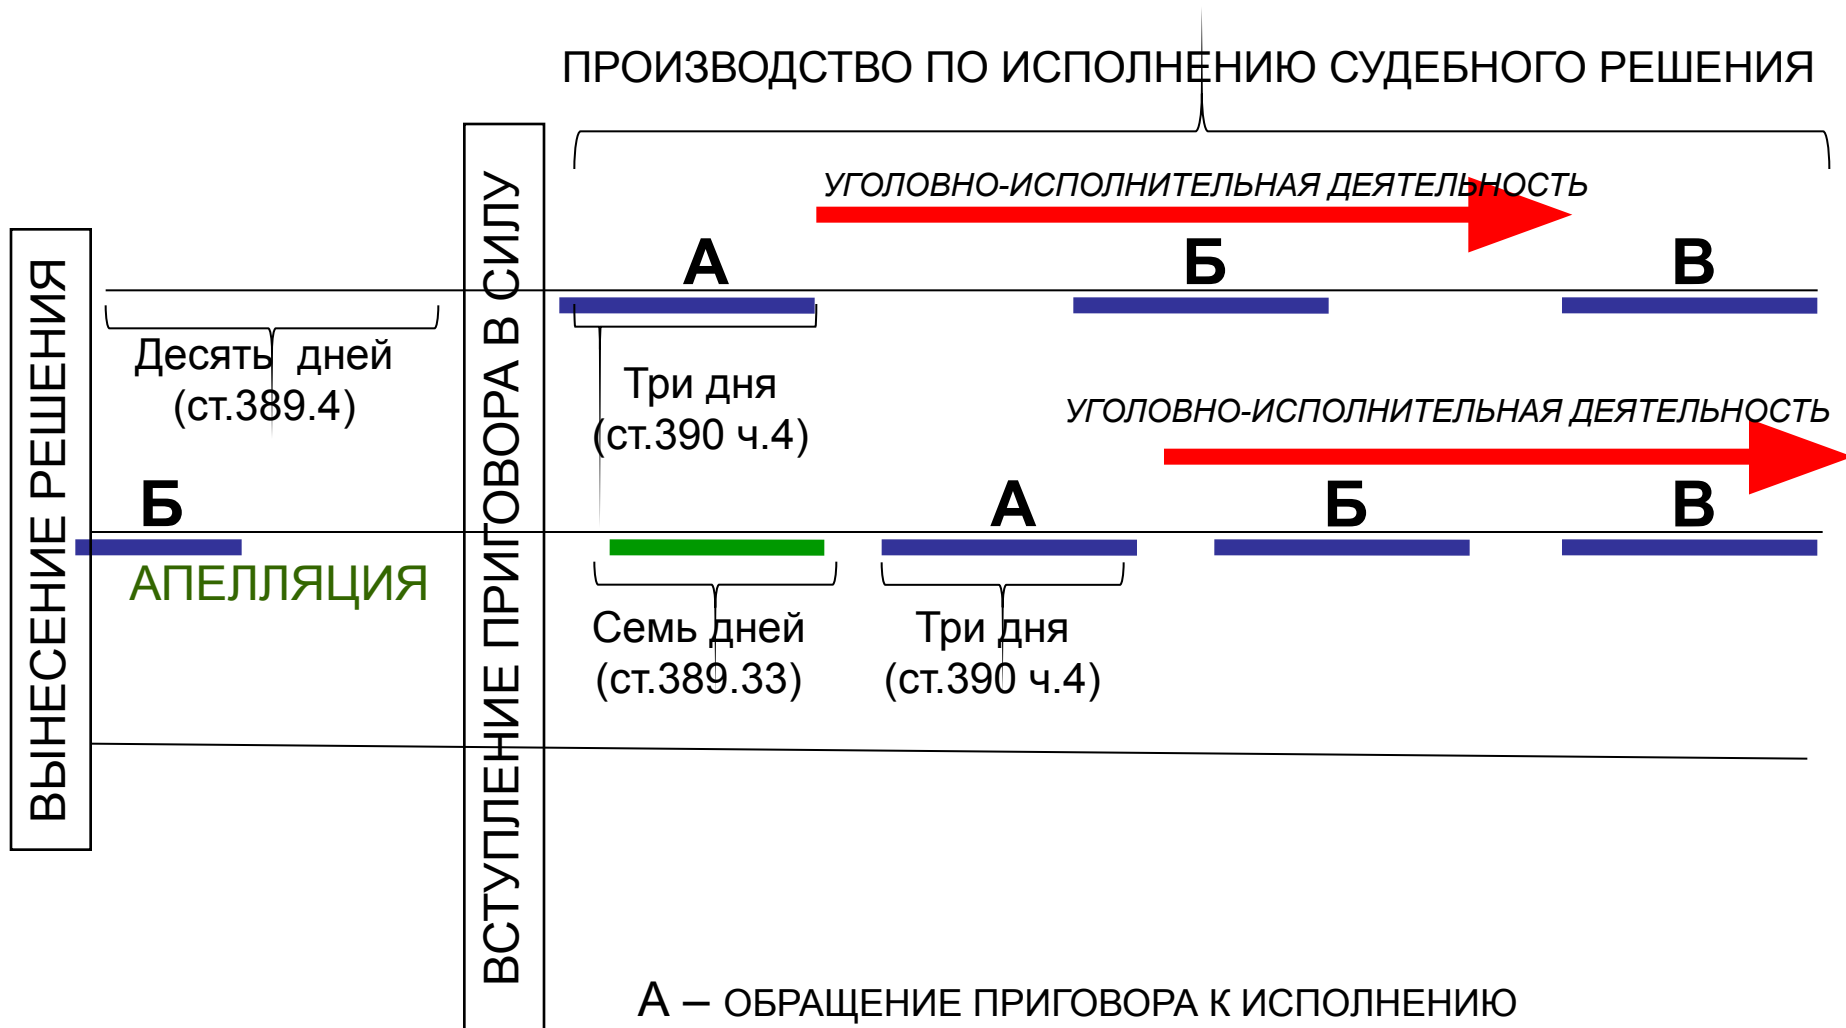 ПРОИЗВОДСТВО ПО ИСПОЛНЕНИЮ СУДЕБНОГО РЕШЕНИЯ
УГОЛОВНО-ИСПОЛНИТЕЛЬНАЯ ДЕЯТЕЛЬНОСТЬ
ВЫНЕСЕНИЕ РЕШЕНИЯ
ВСТУПЛЕНИЕ ПРИГОВОРА В СИЛУ
А
Б
В
Десять дней
(ст.389.4)
Три дня
(ст.390 ч.4)
УГОЛОВНО-ИСПОЛНИТЕЛЬНАЯ ДЕЯТЕЛЬНОСТЬ
Б
А
Б
В
АПЕЛЛЯЦИЯ
Семь дней
(ст.389.33)
Три дня
(ст.390 ч.4)
А – ОБРАЩЕНИЕ ПРИГОВОРА К ИСПОЛНЕНИЮ